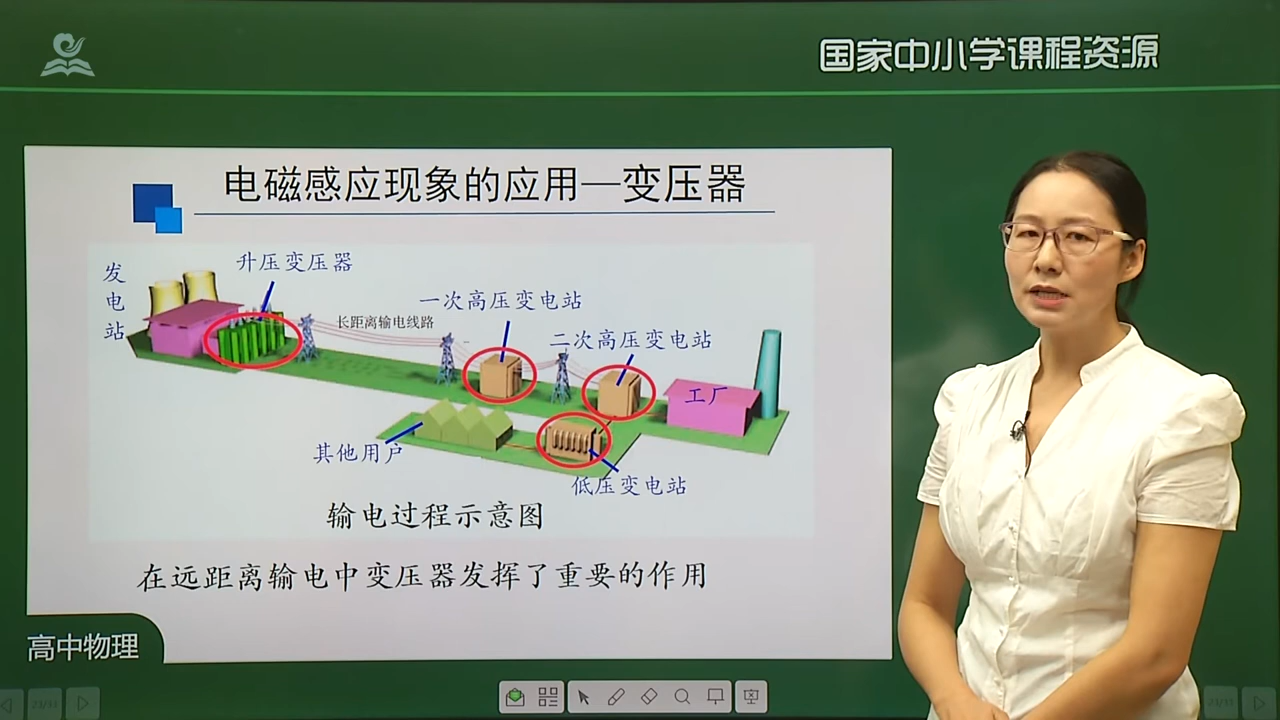 国家中小学课程资源
电磁感应现象的应用—变压器
发电站
升压变压器
一次高压变电站
长距离输电线路
二次高压变电站
工厂
其他用户
低压变电站
输电过程示意图
在远距离输电中变压器发挥了重要的作用
高中物理